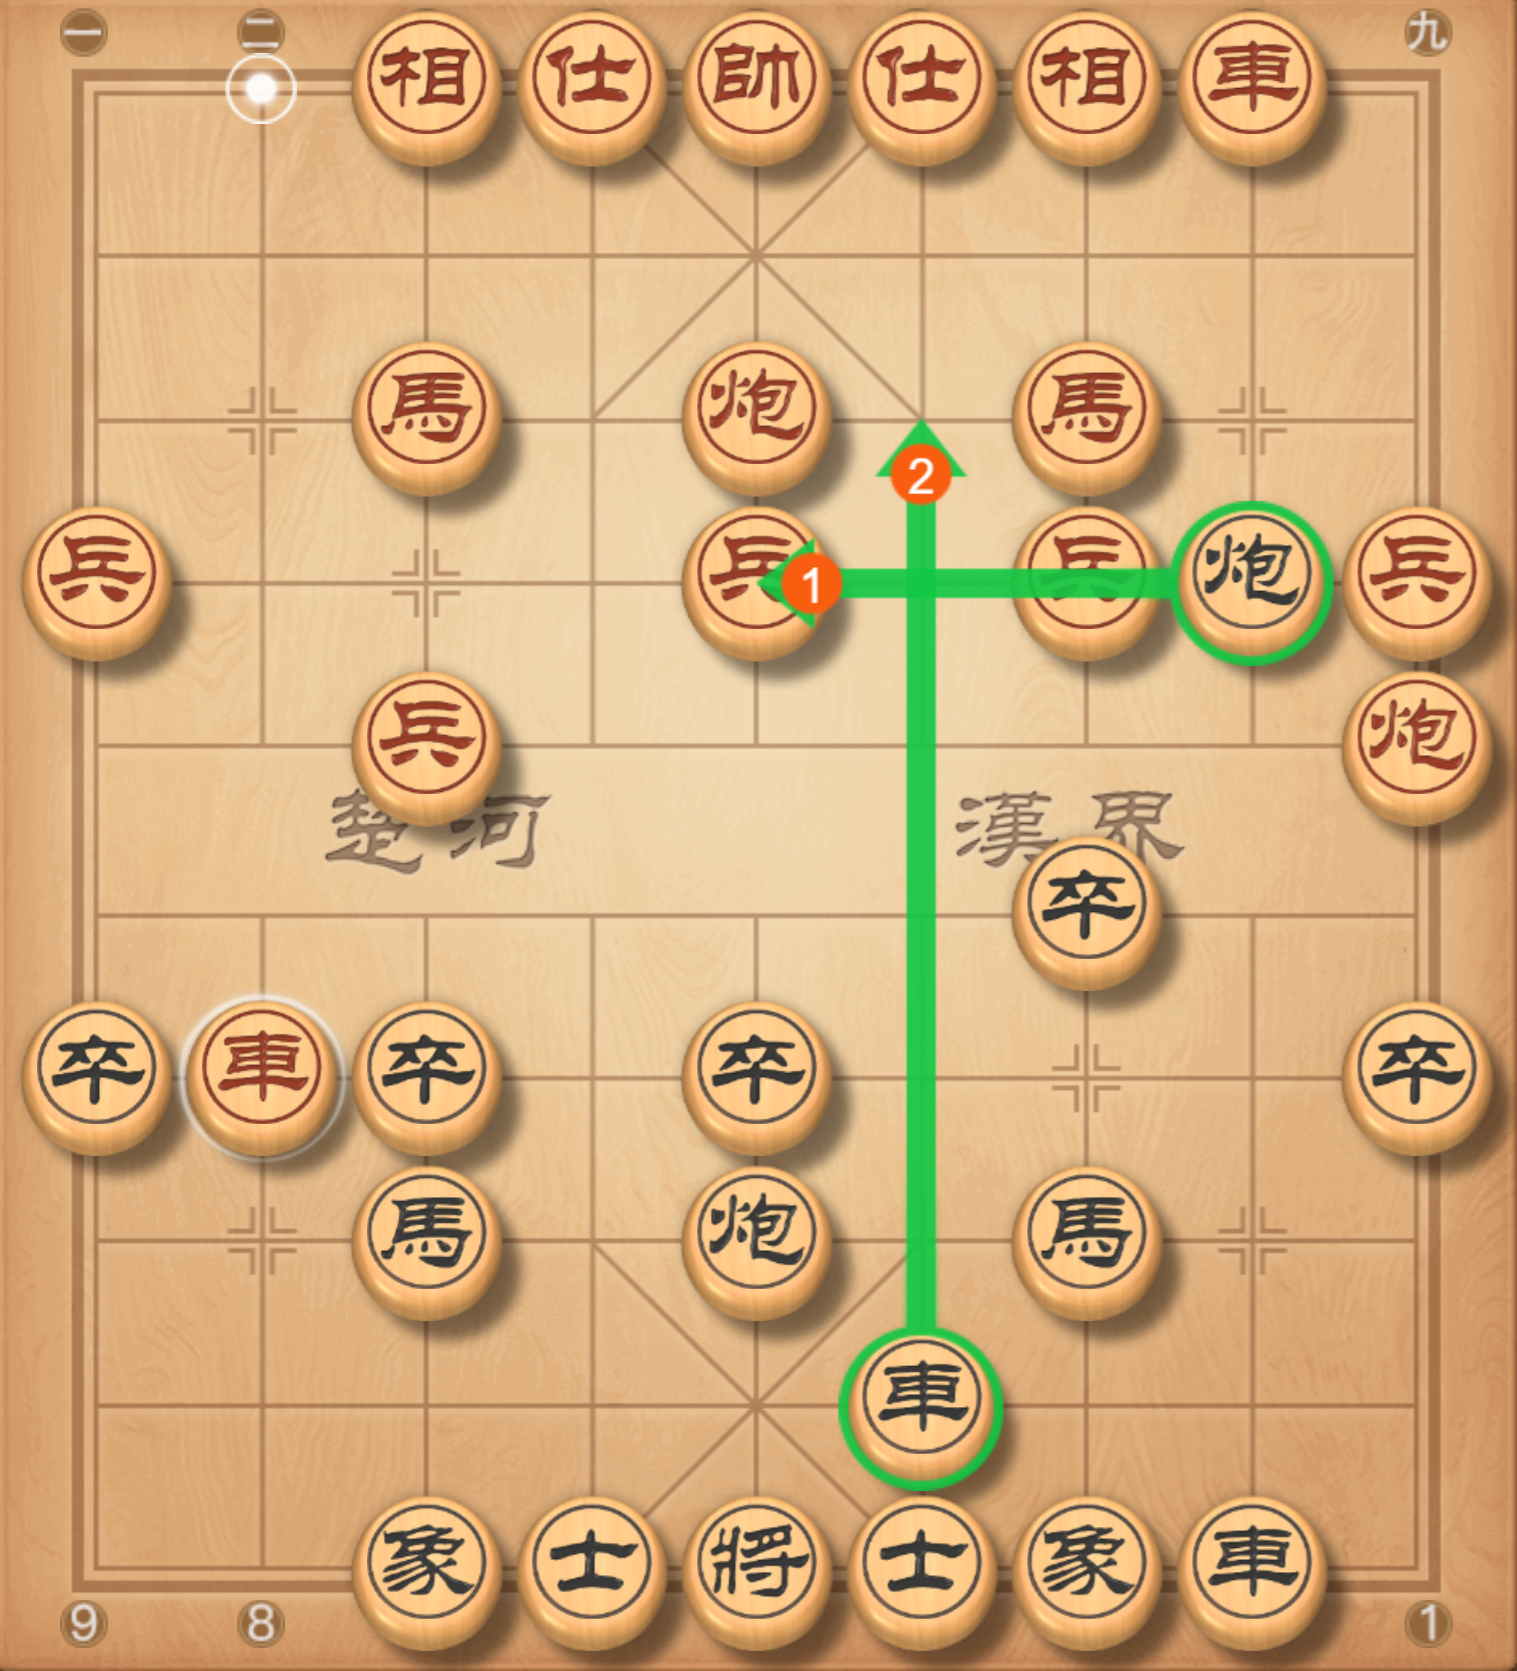 一 二 九
相 仕 帥 仕 相 車
馬 炮 馬
兵 兵 兵 炮 兵
1
2
兵 炮
楚河 漢界
卒
卒 車 卒 卒 卒
馬 炮 馬
車
象 士 將 士 象 車
9 8 1